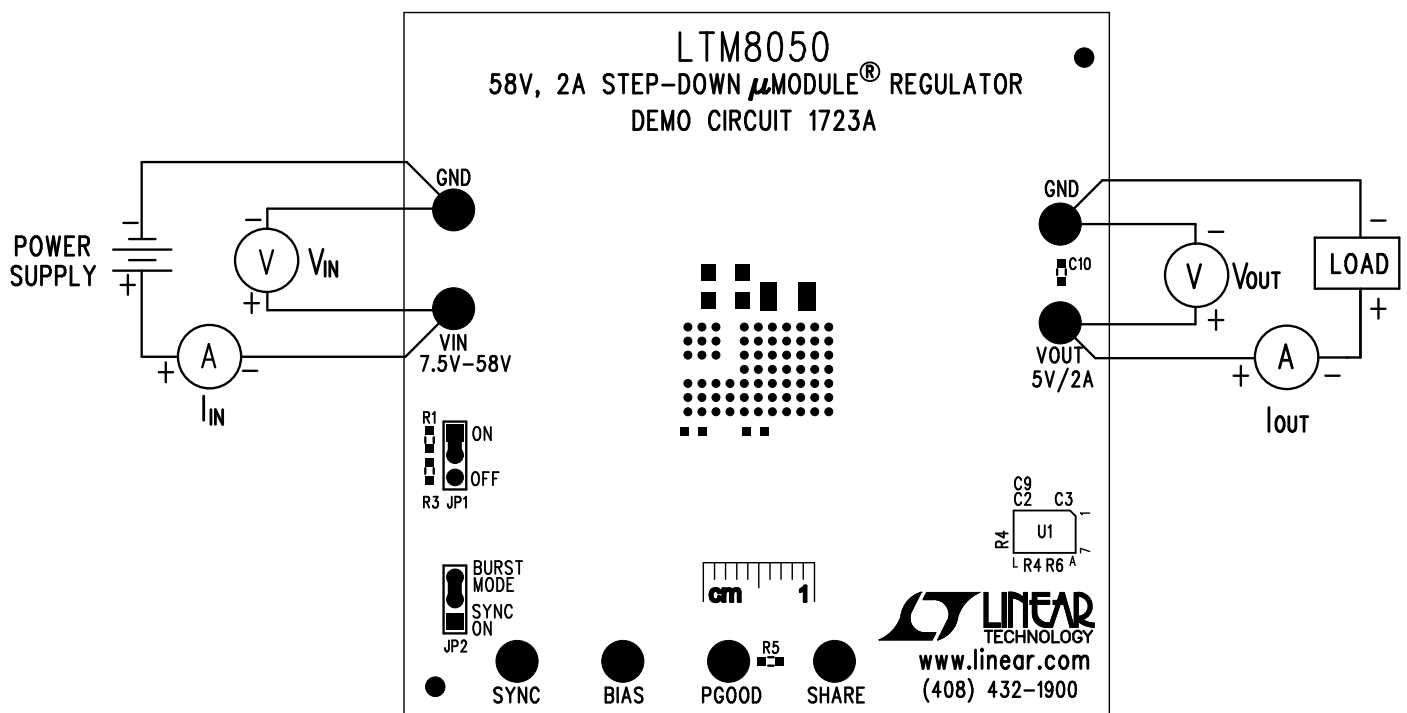 LTM8050
58V, 2A STEP-DOWN µMODULE® REGULATOR
DEMO CIRCUIT 1723A
GND
GND
POWER
SUPPLY
-
+
-
V
+
VIN
C10
-
V
+
VOUT
-
LOAD
+
+
A
-
IIN
VIN
7.5V-58V
VOUT
5V/2A
+
A
-
IOUT
R1
ON
OFF
R3 JP1
C9
C2 C3
1
R4
U1
7
L R4 R6 A
BURST
MODE
SYNC
ON
JP2
cm 1
LINEAR
TECHNOLOGY
www.linear.com
(408) 432-1900
R5
SYNC BIAS PGOOD SHARE